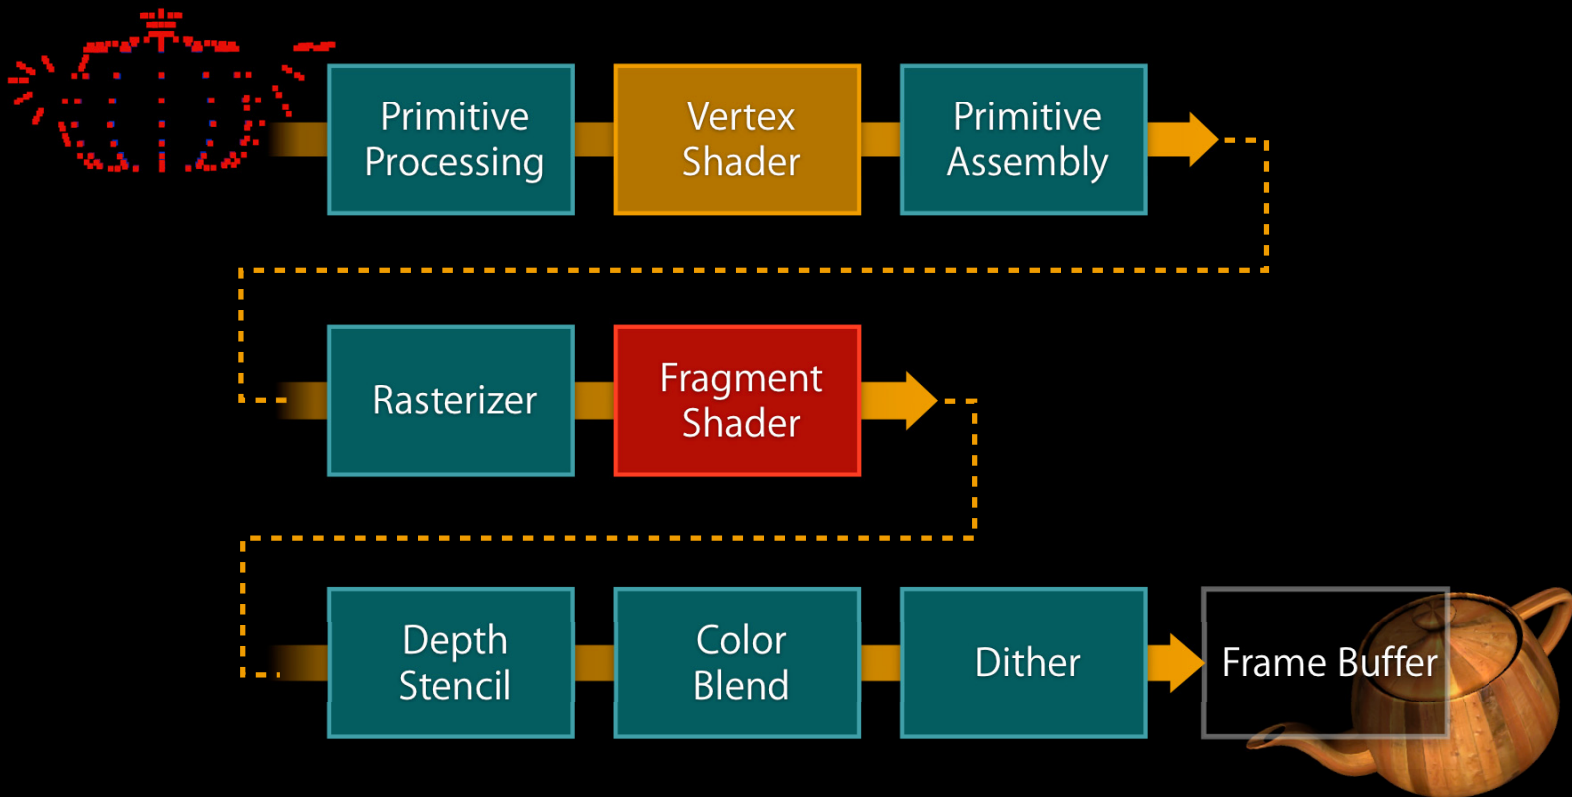 Primitive
Processing
Vertex
Shader
Primitive
Assembly
Rasterizer
Fragment
Shader
Depth
Stencil
Color
Blend
Dither
Frame Buffer